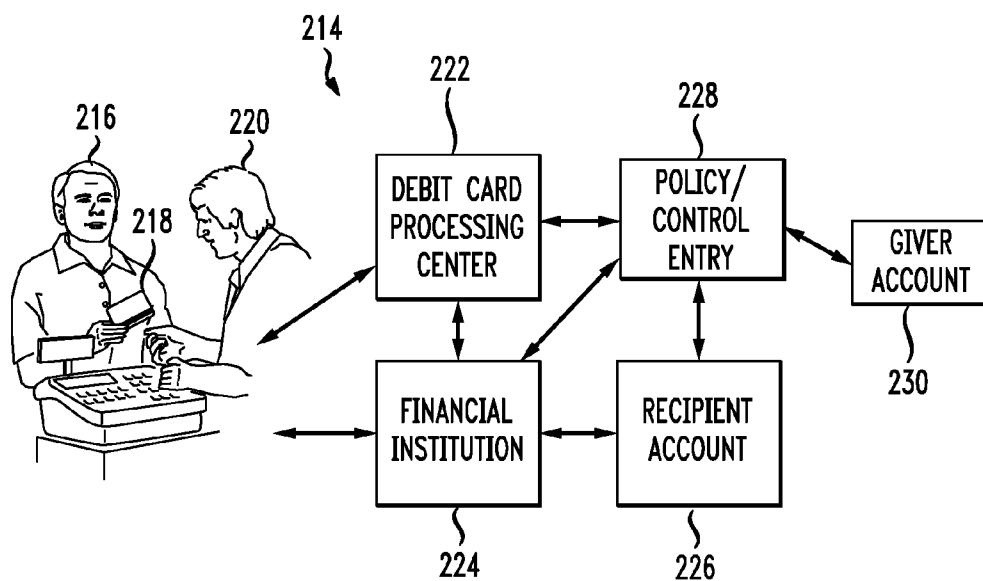 214
216
220
222
228
218
DEBIT CARD
PROCESSING
CENTER
POLICY/
CONTROL
ENTRY
GIVER
ACCOUNT
230
FINANCIAL
INSTITUTION
RECIPIENT
ACCOUNT
224
226